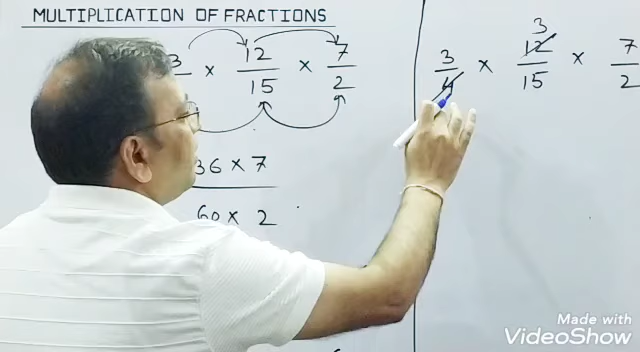 MULTIPLICATION OF FRACTIONS
3 × 12 × 7
15 2
36 × 7
60 × 2
3
3 × 12 × 7
4 15 2
Made with
VideoShow